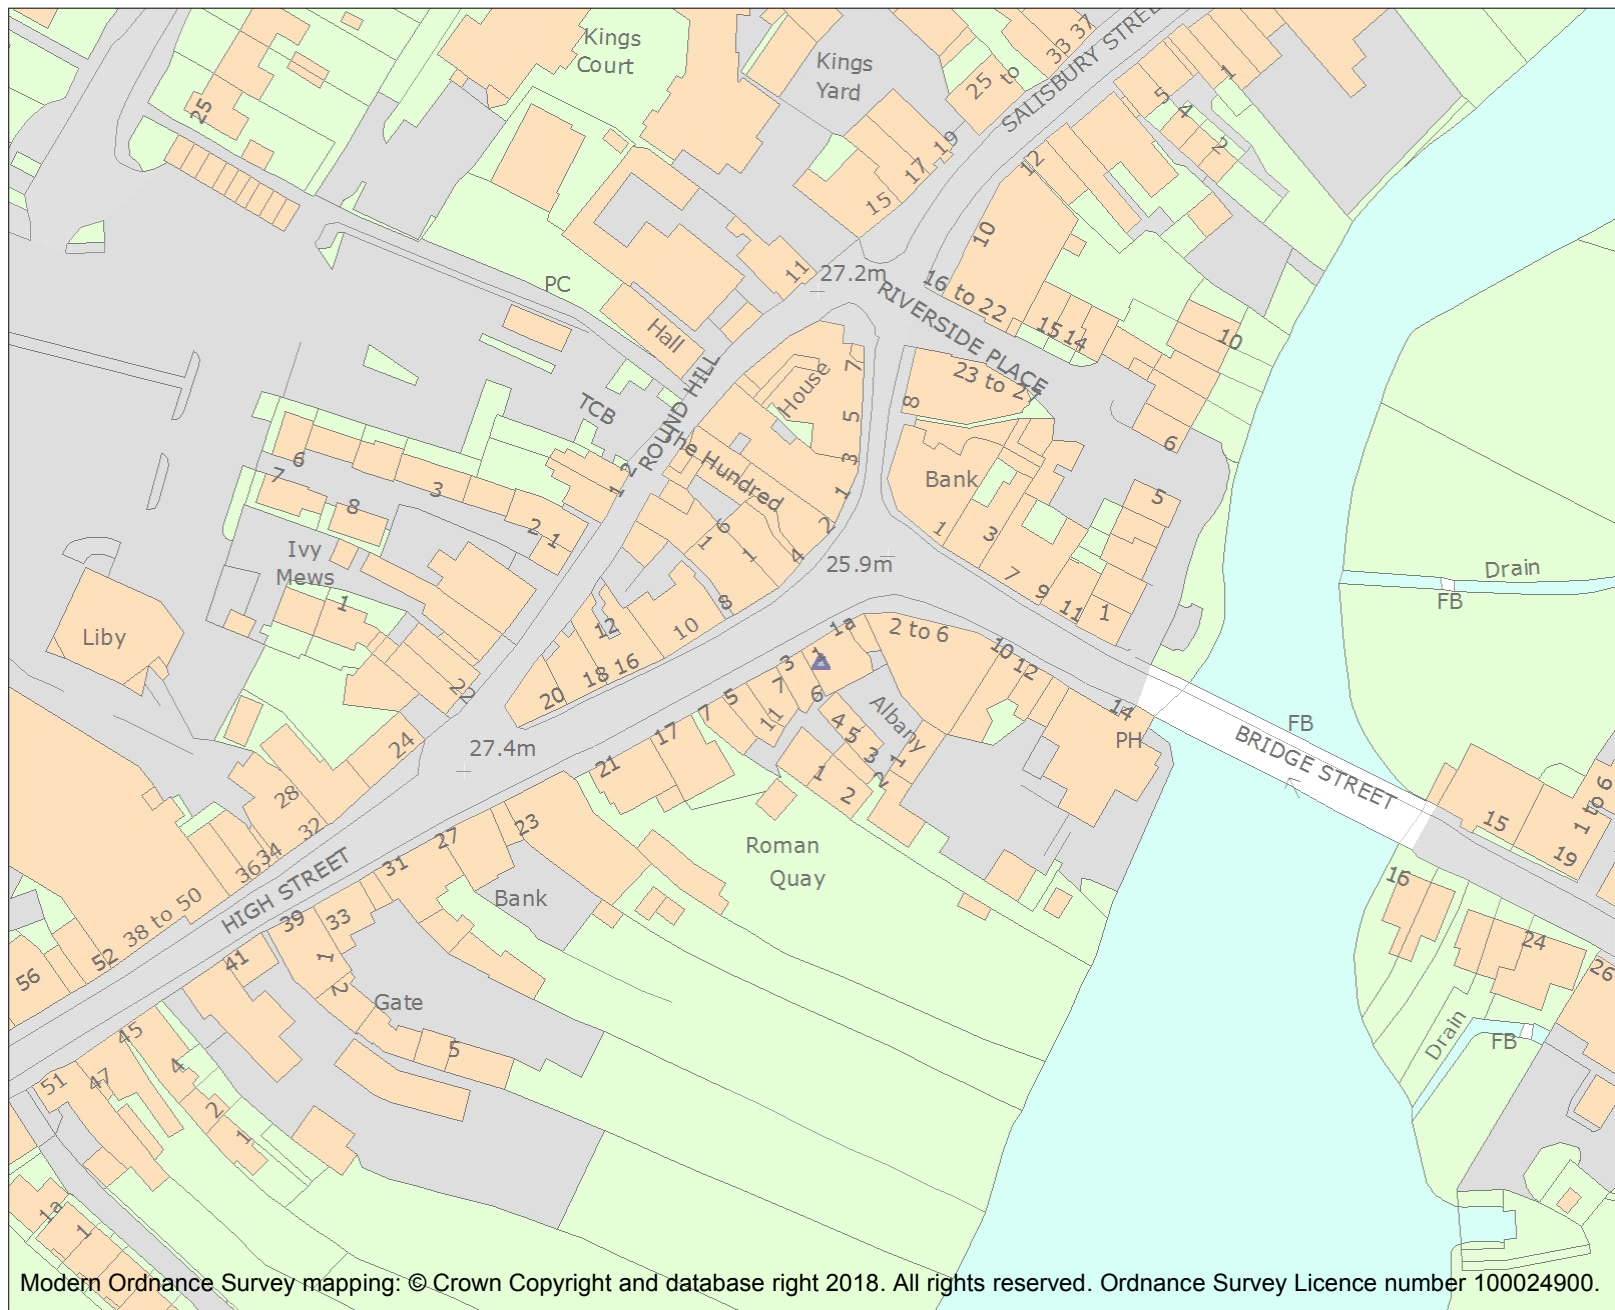 Kings
Court
Kings
Yard
33 37
SALISBURY STREE
25 to
1
5
4
2
25
19
17
15
12
10
11
27.2m
16 to 22
RIVERSIDE PLACE
15 14
10
PC
Hall
House
7
5
3
1
2
8
23 to 27
6
ROUND HILL
TCB
The Hundred
Bank
1
3
7
9
11
1
5
6
7
8
3
2 1
1 2
Ivy
Mews
1
6
1
1
4
25.9m
Drain
FB
Liby
8
10
12
16
18
20
22
24
1a
2 to 6
10
12
14
PH
1
3
7
5
11
7
6
4
5
3
Albany
1
2
1
2
17
21
27.4m
FB
BRIDGE STREET
15
1 to 6
19
16
24
26
28
32
34
36
38 to 50
52
56
HIGH STREET
23
27
31
33
39
41
Bank
Roman
Quay
1
2
Gate
5
45
47
51
4
2
1
1a
1
Drain
FB
Modern Ordnance Survey mapping: © Crown Copyright and database right 2018. All rights reserved. Ordnance Survey Licence number 100024900.